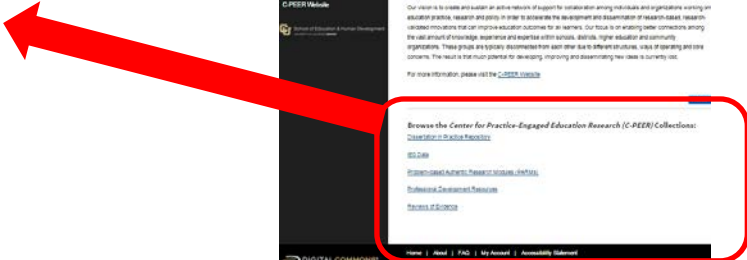 C-PEER Website
School of Education & Human Development
Our vision is to create and sustain an active network of support for collaboration among individuals and organizations working on
education practice, research and policy in order to accelerate the development and dissemination of research-based, research-
validated innovations that can improve education outcomes for all learners. Our focus is on enabling better connections among
the vast amount of knowledge, experience and expertise within schools, districts, higher education and community
organizations. These groups are typically disconnected from each other due to different structures, ways of operating and core
concerns. The result is that much potential for developing, improving and disseminating new ideas is currently lost.
For more information, please visit the C-PEER Website
Browse the Center for Practice-Engaged Education Research (C-PEER) Collections:
Dissertation in Practice Repository
IES Data
Problem-based Authentic Research Modules (PARMs)
Professional Development Resources
Reviews of Evidence
Home | About | FAQ | My Account | Accessibility Statement
DIGITAL COMMONS